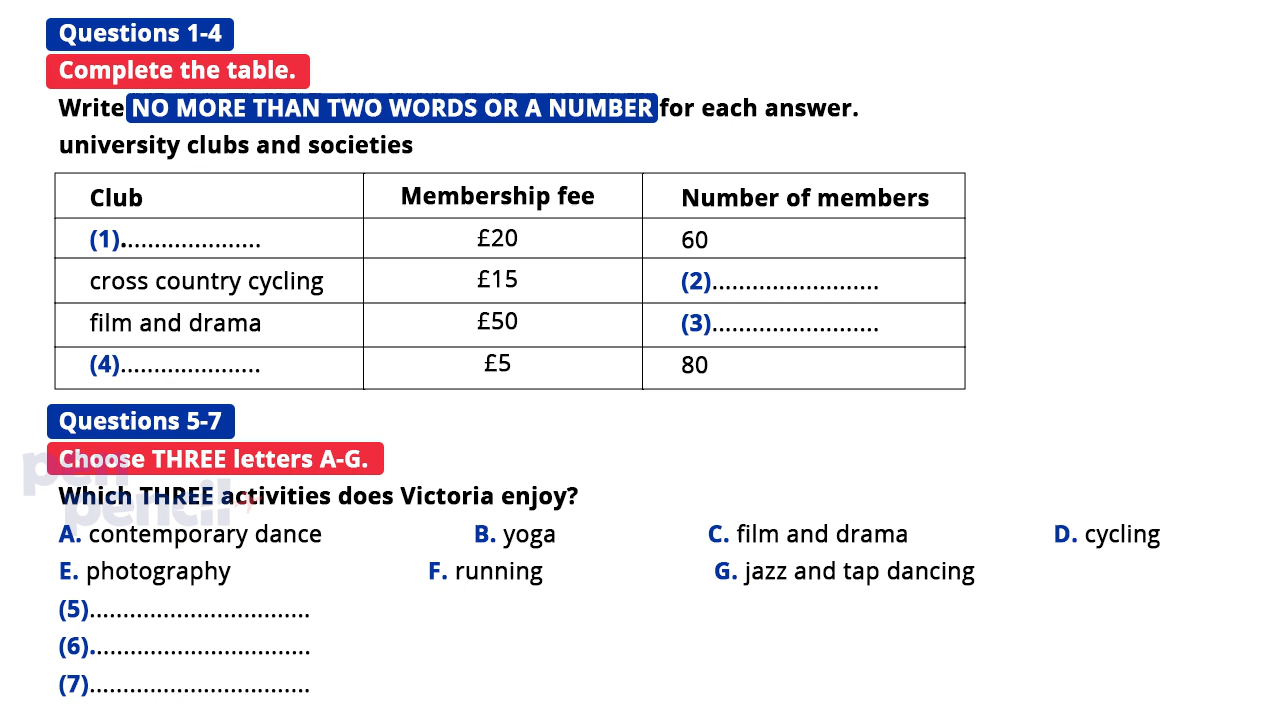 Questions 1-4
Complete the table.
Write NO MORE THAN TWO WORDS OR A NUMBER for each answer.
university clubs and societies
Club Membership fee Number of members
(1)..................... £20 60
cross country cycling £15 (2).........................
film and drama £50 (3).........................
(4)..................... £5 80
Questions 5-7
Choose THREE letters A-G.
Which THREE activities does Victoria enjoy?
pen pencil
A. contemporary dance B. yoga C. film and drama D. cycling
E. photography F. running G. jazz and tap dancing
(5).................................
(6).................................
(7).................................